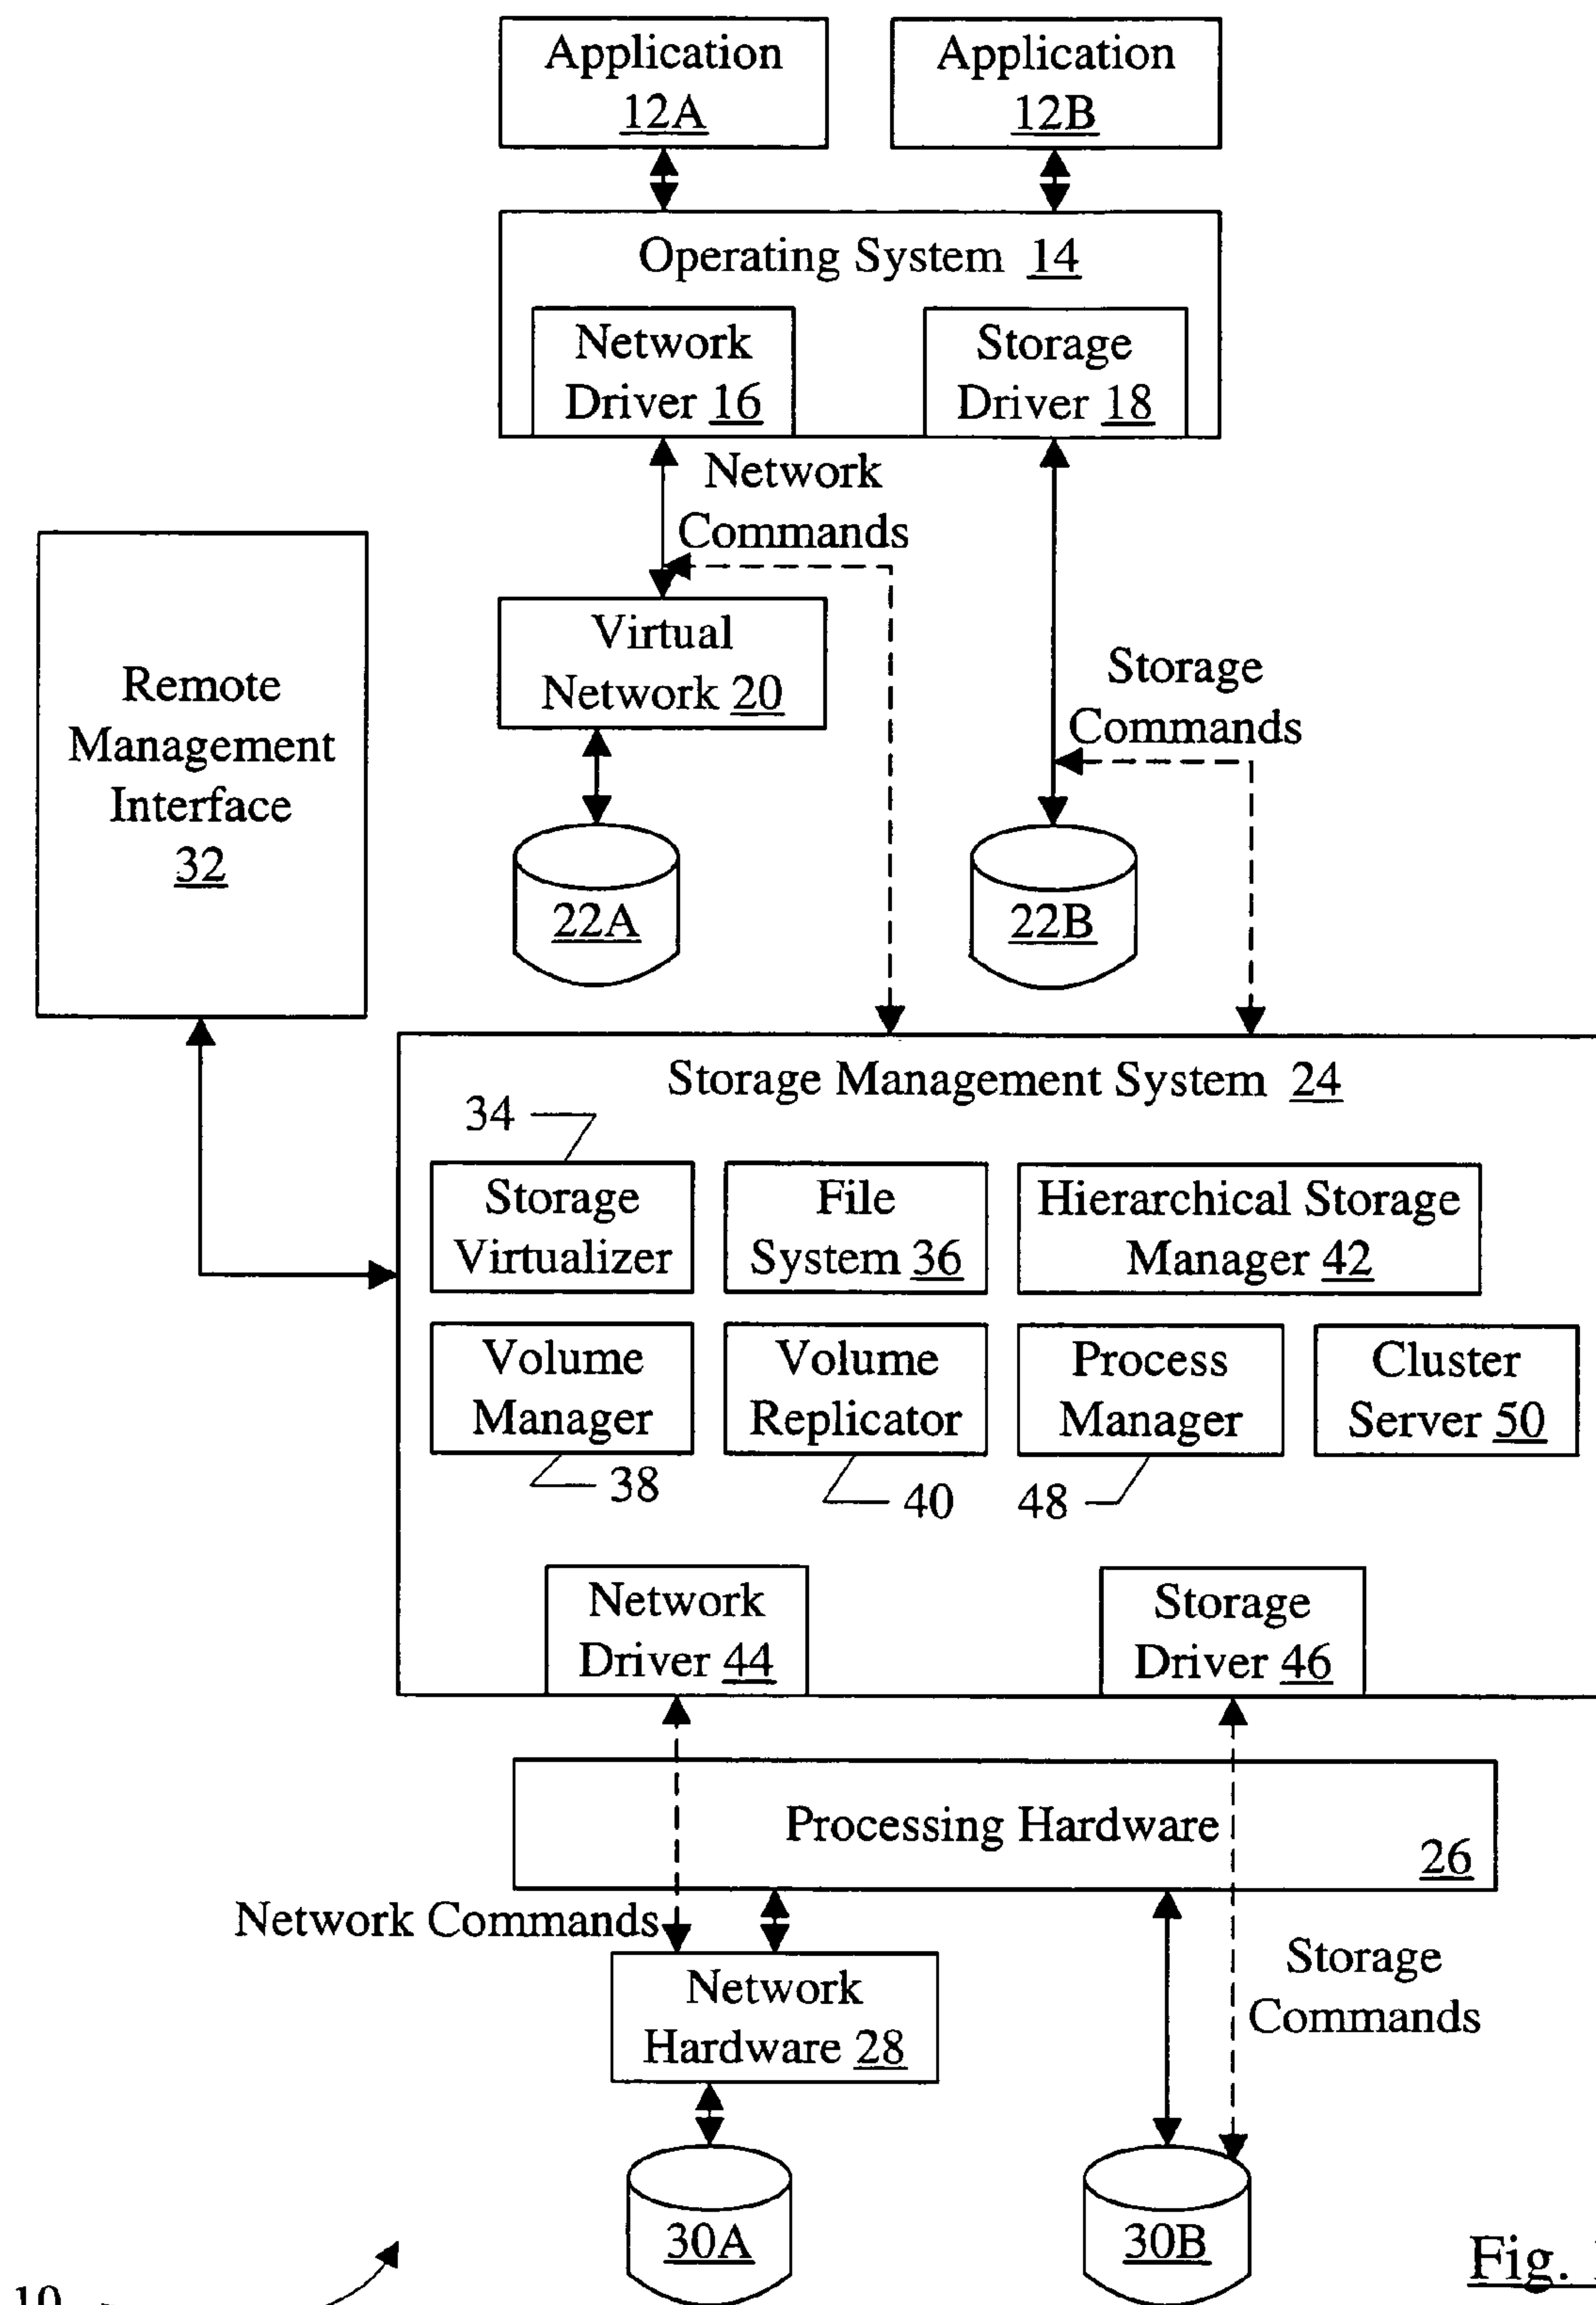 Application
12A
Application
12B
Operating System 14
Network
Driver 16
Storage
Driver 18
Network
Commands
Virtual
Network 20
Storage
Commands
Remote
Management
Interface
32
22A
22B
Storage Management System 24
34
Storage
Virtualizer
File
System 36
Hierarchical Storage
Manager 42
Volume
Manager
Volume
Replicator
Process
Manager
Cluster
Server 50
38
40
48
Network
Driver 44
Storage
Driver 46
Processing Hardware
26
Network Commands
Network
Hardware 28
Storage
Commands
30A
30B
Fig.
10